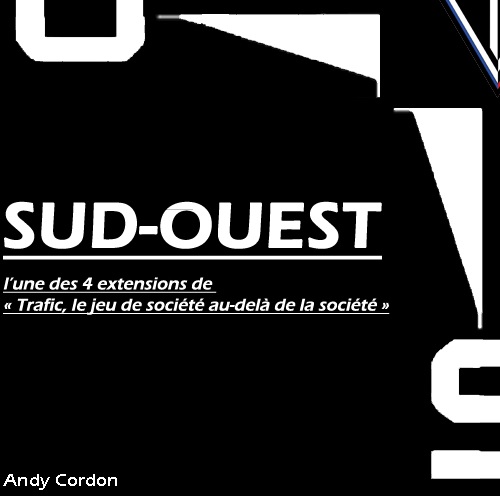 SUD-OUEST
l'une des 4 extensions de
« Trafic, le jeu de société au-delà de la société »
Andy Cordon